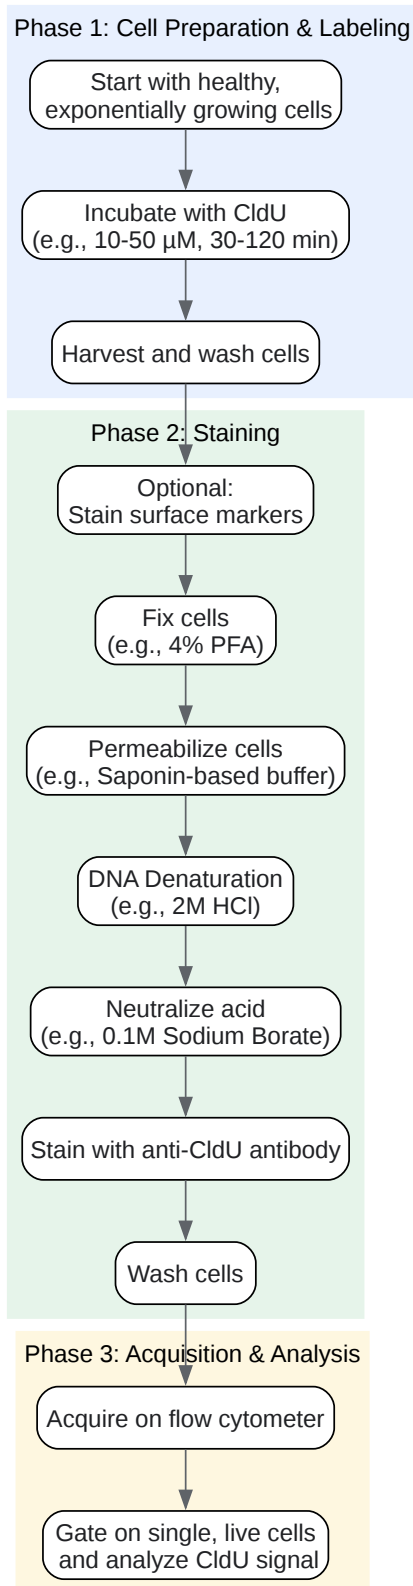 Phase 1: Cell Preparation & Labeling
Start with healthy,
exponentially growing cells
Incubate with CldU
(e.g., 10-50 µM, 30-120 min)
Harvest and wash cells
Phase 2: Staining
Optional:
Stain surface markers
Fix cells
(e.g., 4% PFA)
Permeabilize cells
(e.g., Saponin-based buffer)
DNA Denaturation
(e.g., 2M HCl)
Neutralize acid
(e.g., 0.1M Sodium Borate)
Stain with anti-CldU antibody
Wash cells
Phase 3: Acquisition & Analysis
Acquire on flow cytometer
Gate on single, live cells
and analyze CldU signal